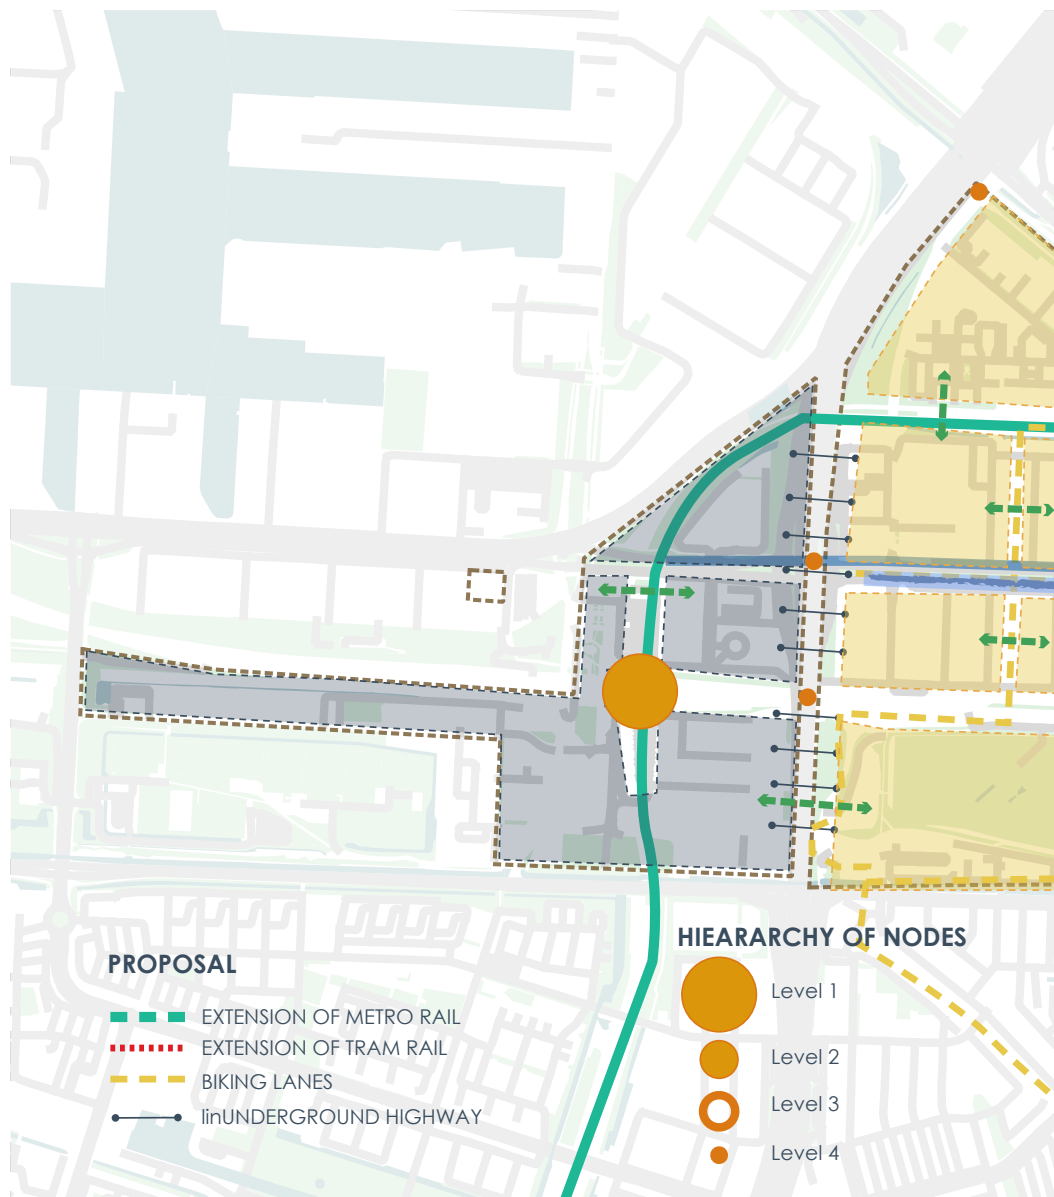 HIEARARCHY OF NODES
Level 1
Level 2
Level 3
Level 4
PROPOSAL
EXTENSION OF METRO RAIL
EXTENSION OF TRAM RAIL
BIKING LANES
linUNDERGROUND HIGHWAY